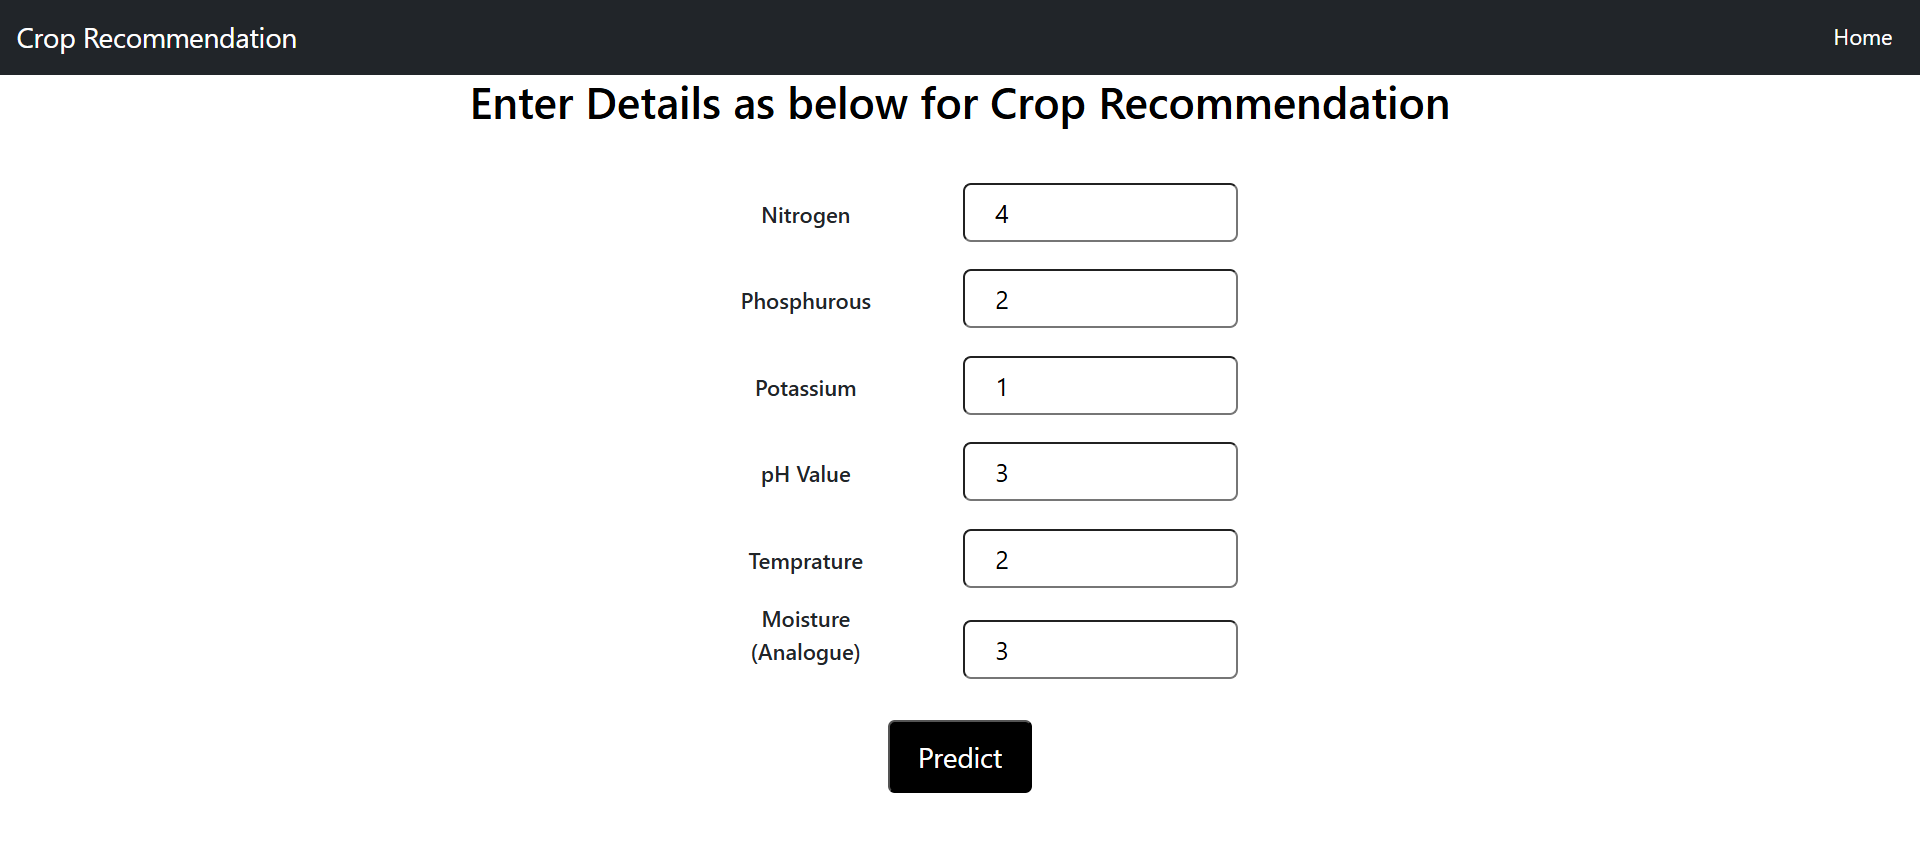 Crop Recommendation Home
Enter Details as below for Crop Recommendation
Nitrogen 4
Phosphurous 2
Potassium 1
pH Value 3
Temprature 2
Moisture
(Analogue) 3
Predict